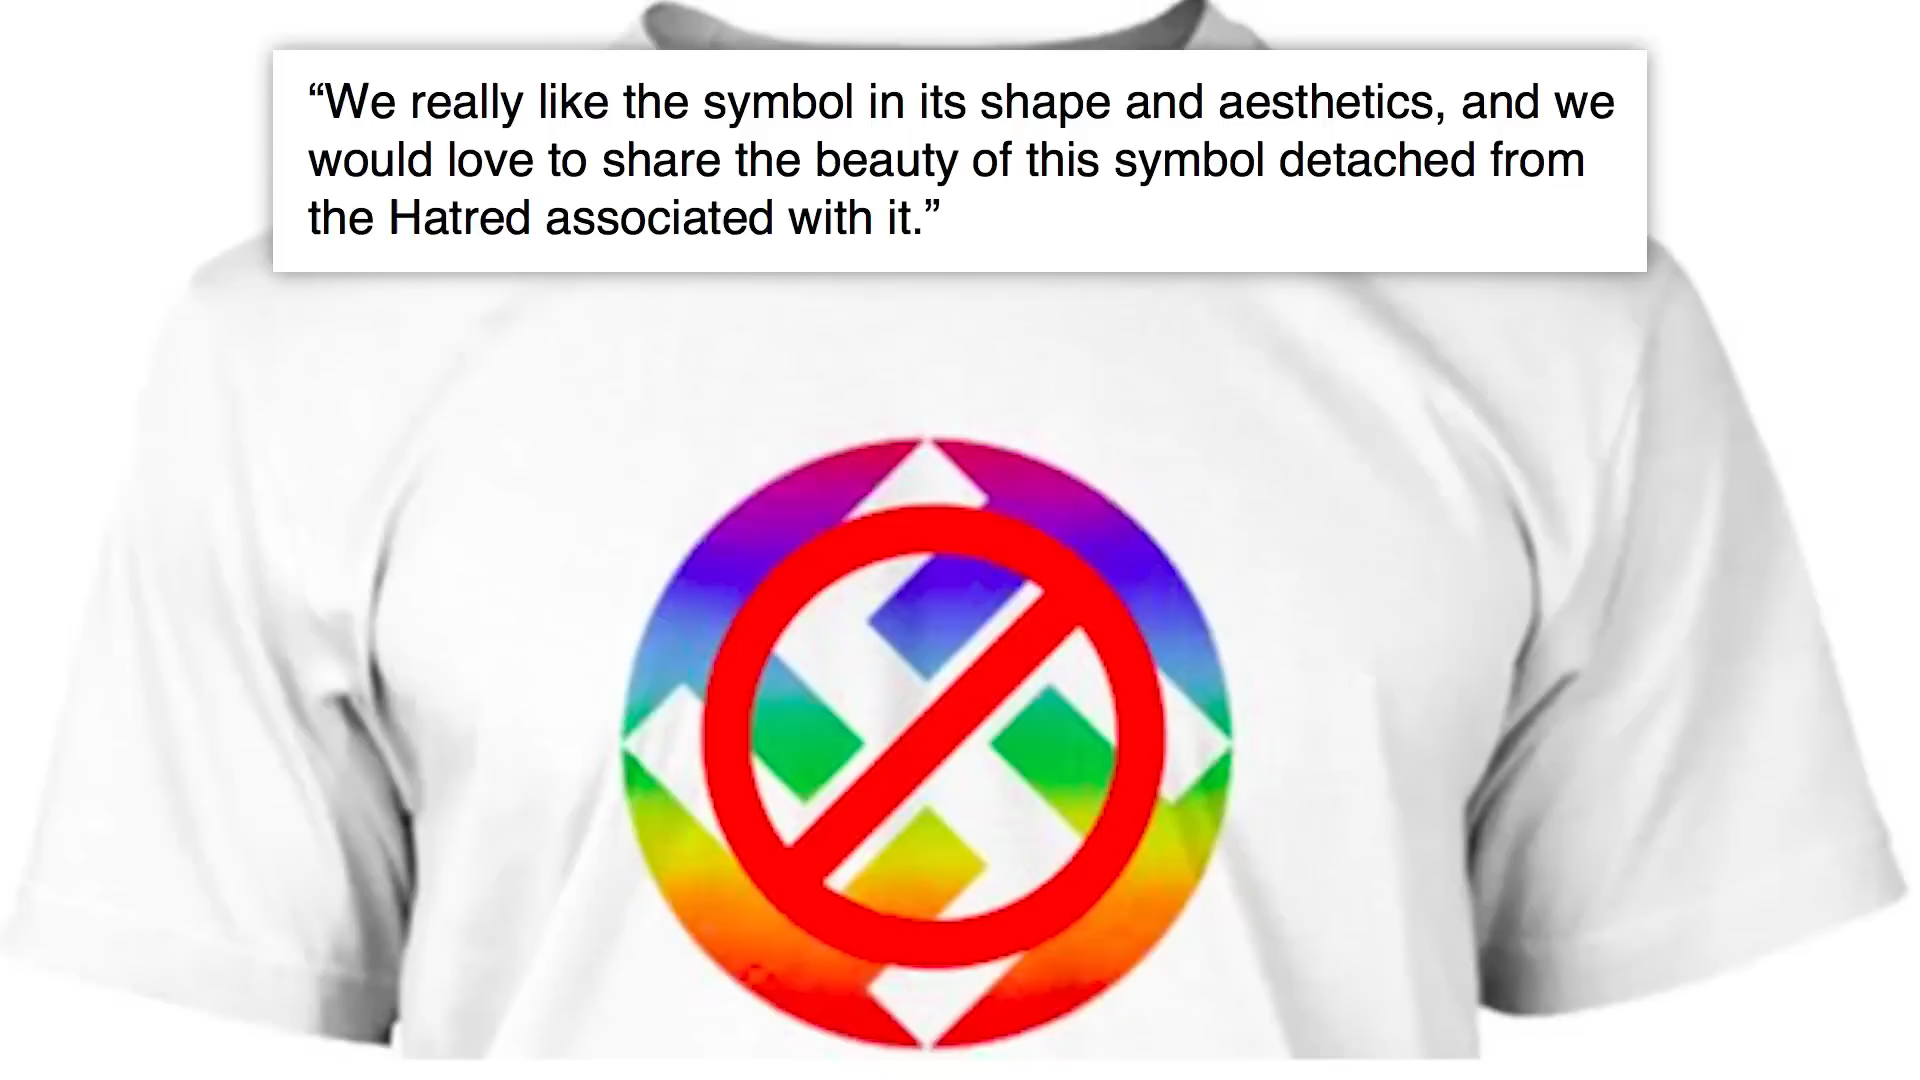 “We really like the symbol in its shape and aesthetics, and we
would love to share the beauty of this symbol detached from
the Hatred associated with it.”